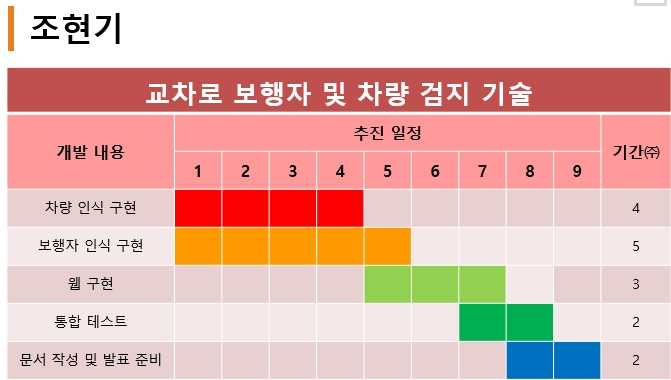 조현기
교차로 보행자 및 차량 검지 기술
개발 내용 추진 일정 기간㈜
1 2 3 4 5 6 7 8 9
차량 인식 구현 4
보행자 인식 구현 5
웹 구현 3
통합 테스트 2
문서 작성 및 발표 준비 2